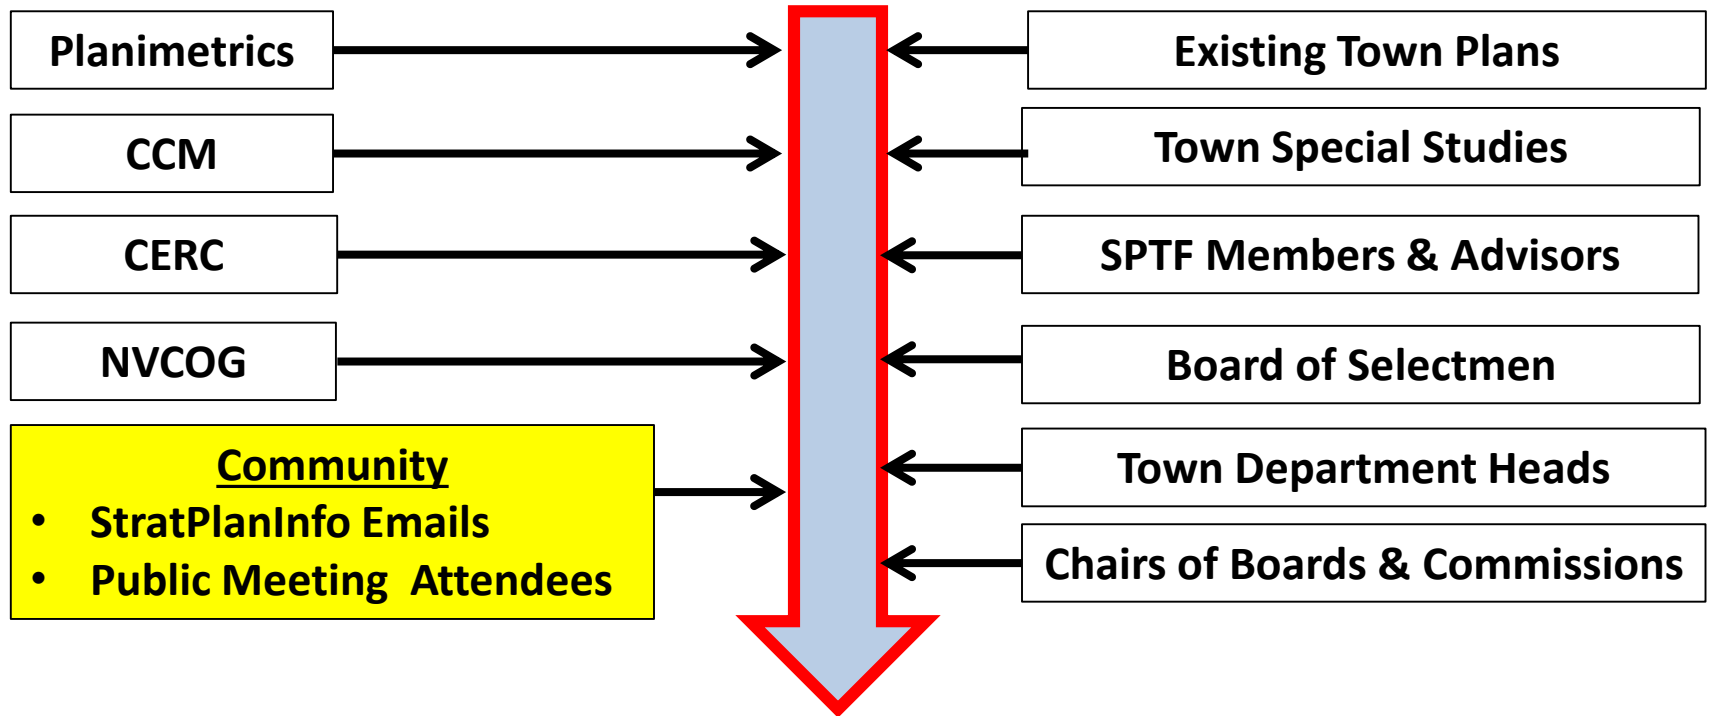 Planimetrics
CCM
CERC
NVCOG
Community
• StratPlanInfo Emails
• Public Meeting  Attendees
Existing Town Plans
Town Special Studies
SPTF Members & Advisors
Board of Selectmen
Town Department Heads
Chairs of Boards & Commissions